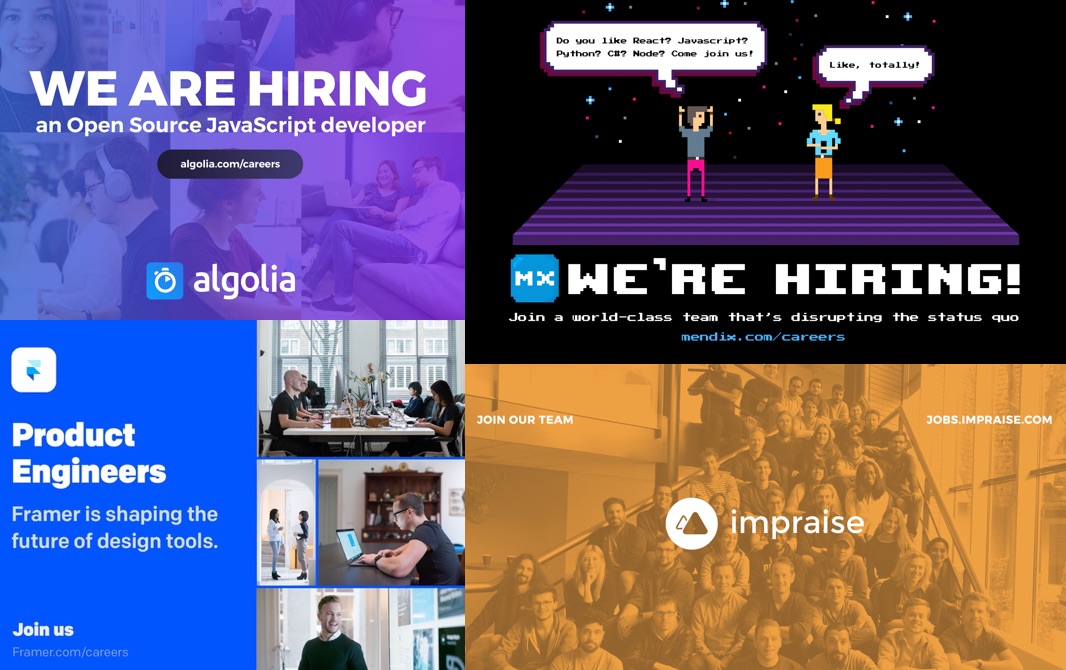 WE ARE HIRING
an Open Source JavaScript developer
algolia.com/careers
algolia
Do you like React? Javascript?
Python? C#? Node? Come join us!
Like, totally!
mx WE'RE HIRING!
Join a world-class team that's disrupting the status quo
mendix.com/careers
Product
Engineers
Framer is shaping the
future of design tools.
Join us
Framer.com/careers
JOIN OUR TEAM
JOBS.IMPRAISE.COM
impraise